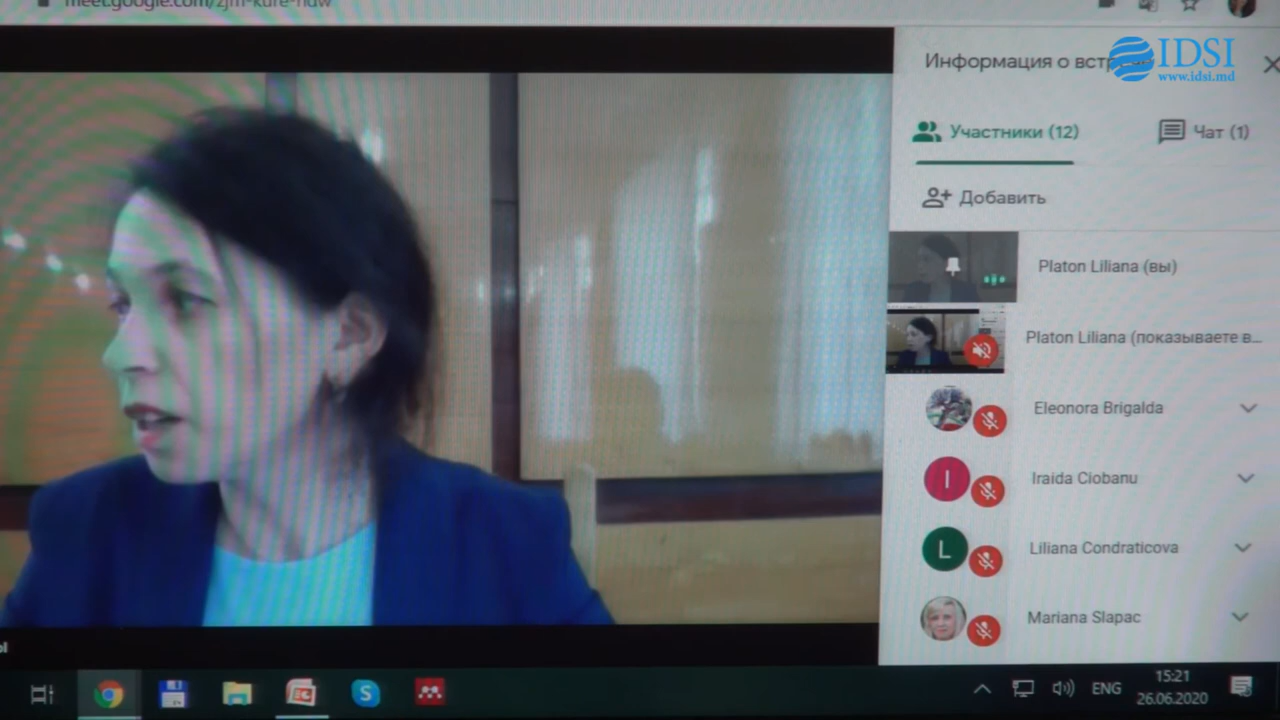 meet.google.com/zjm-kure-hdw
IDSI
www.idsi.md
Информация о встре
Участники (12)
Чат (1)
Добавить
Platon Liliana (вы)
Platon Liliana (показываете в...
Eleonora Brigalda
I
Iraida Ciobanu
L
Liliana Condraticova
Mariana Slapac
S
ENG
15:21
26.06.2020